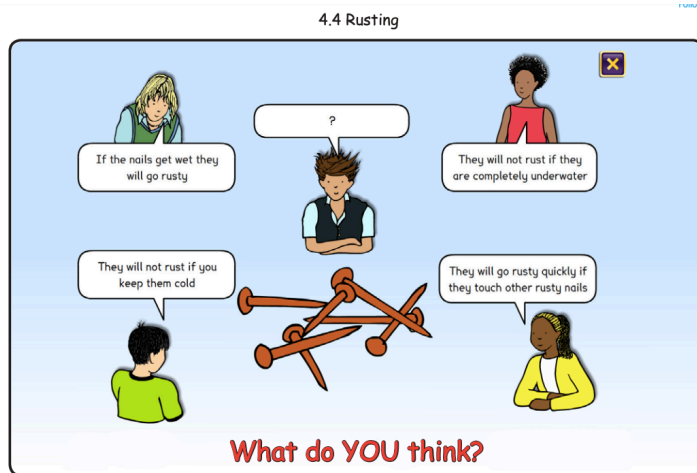 4.4 Rusting
If the nails get wet they
will go rusty
?
They will not rust if they
are completely underwater
They will not rust if you
keep them cold
They will go rusty quickly if
they touch other rusty nails
What do YOU think?